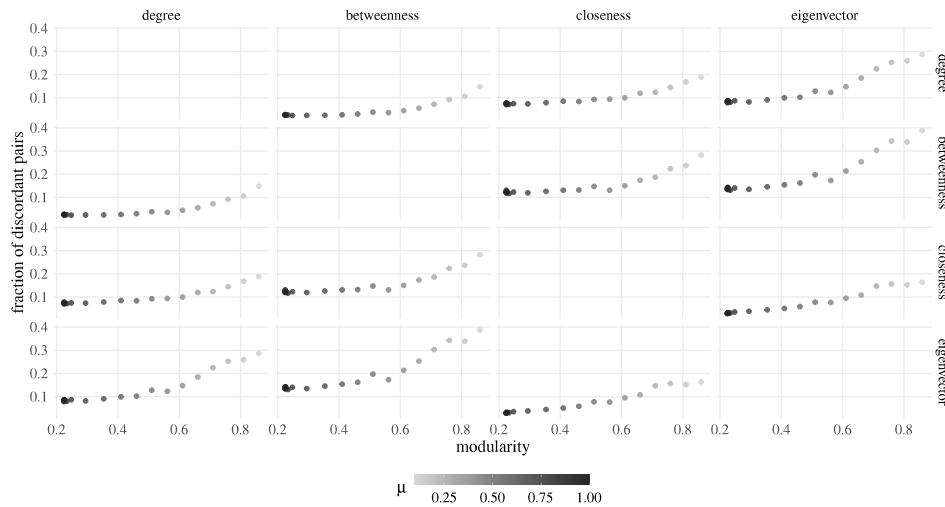 degree betweenness closeness eigenvector
0.4
0.3
0.2
0.1
degree
0.4
0.3
0.2
0.1
betweenness
0.4
0.3
0.2
0.1
closeness
0.4
0.3
0.2
0.1
eigenvector
fraction of discordant pairs
0.2 0.4 0.6 0.8 0.2 0.4 0.6 0.8 0.2 0.4 0.6 0.8 0.2 0.4 0.6 0.8
modularity
μ
0.25 0.50 0.75 1.00